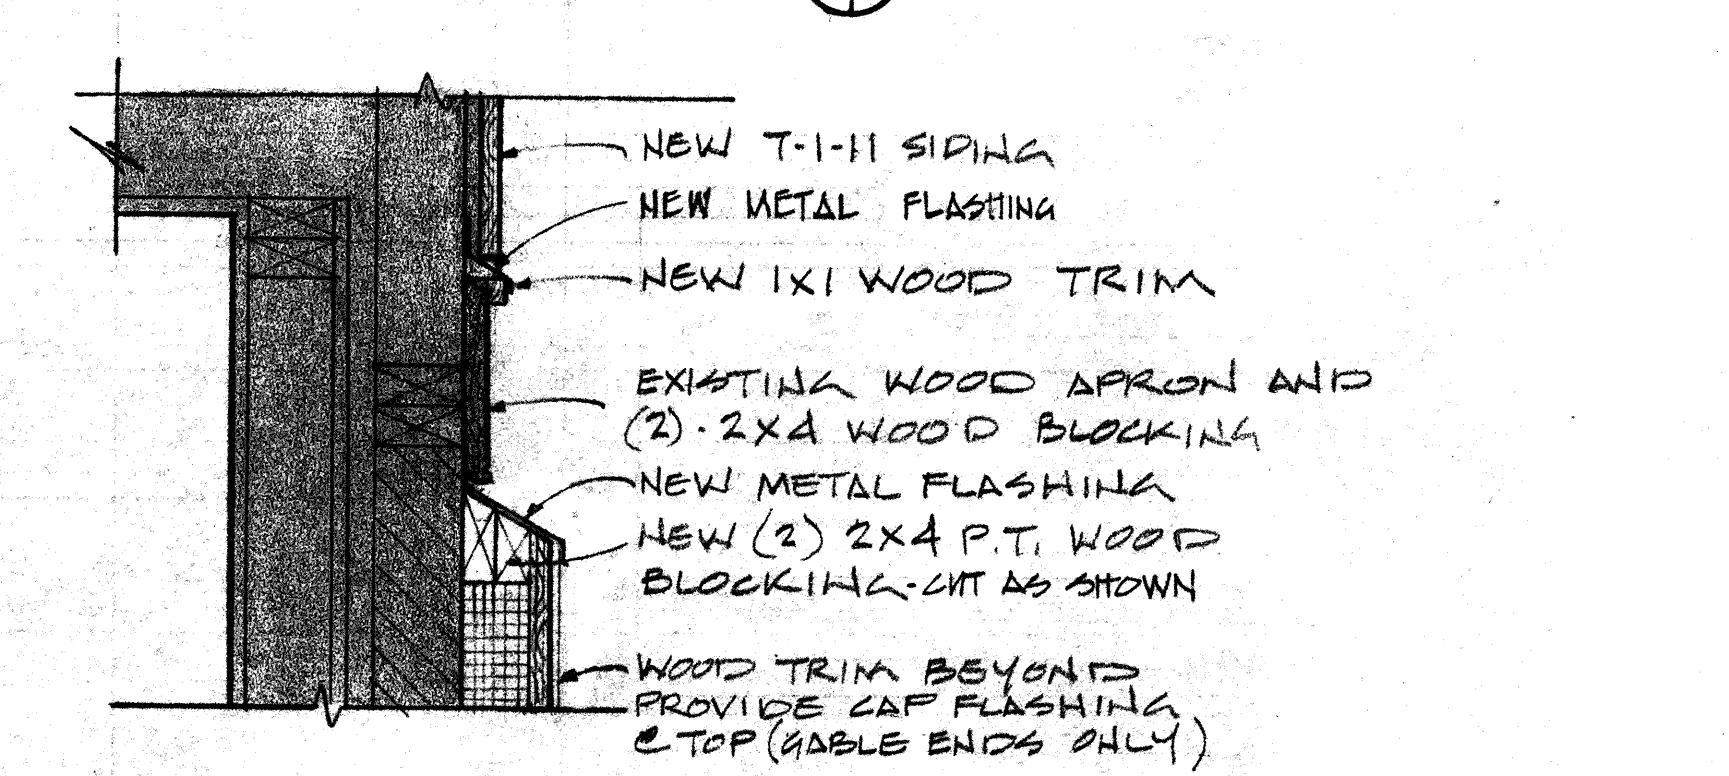 NEW T-1-11 SIDING
NEW METAL FLASHING
NEW 1X1 WOOD TRIM
EXISTING WOOD APRON AND
(2)-2X4 WOOD BLOCKING
NEW METAL FLASHING
NEW (2) 2X4 P.T. WOOD
BLOCKING-CUT AS SHOWN
WOOD TRIM BEYOND
PROVIDE CAP FLASHING
@ TOP (GABLE ENDS ONLY)